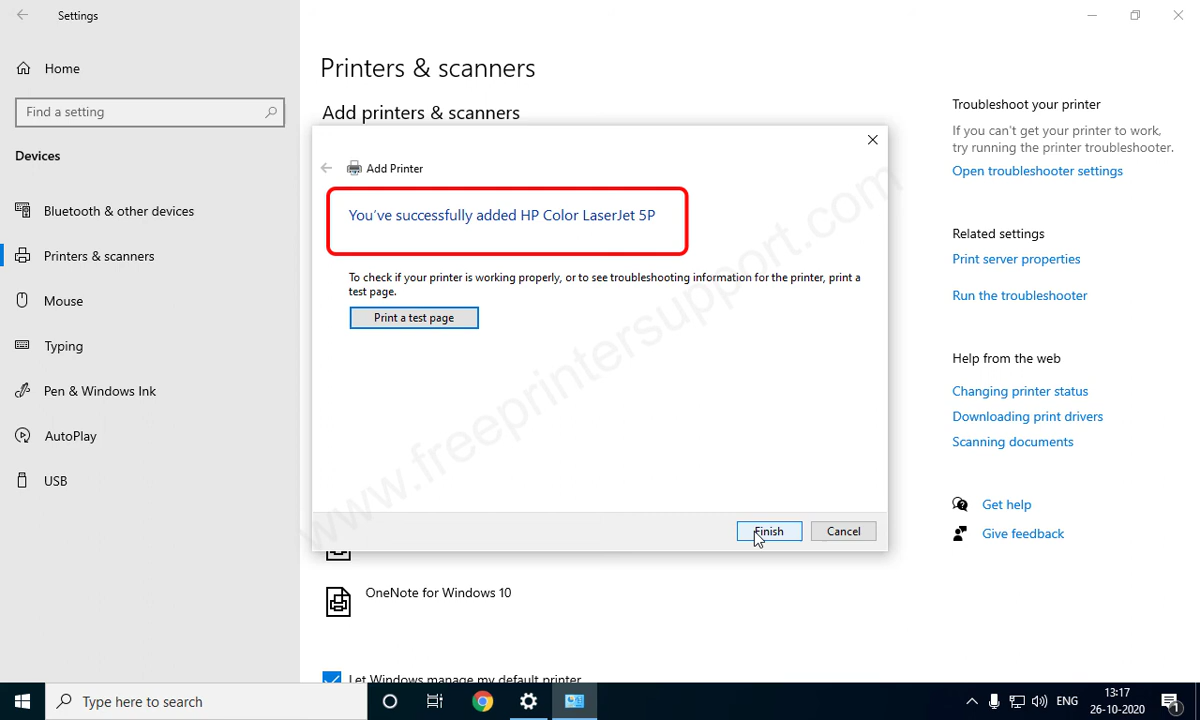 Settings
Home
Find a setting
Devices
Bluetooth & other devices
Printers & scanners
Mouse
Typing
Pen & Windows Ink
AutoPlay
USB
Printers & scanners
Add printers & scanners
Add Printer
You've successfully added HP Color LaserJet 5P
To check if your printer is working properly, or to see troubleshooting information for the printer, print a
test page.
Print a test page
Finish
Cancel
www.freeprintersupport.com
OneNote for Windows 10
Let Windows manage my default printer
Troubleshoot your printer
If you can't get your printer to work,
try running the printer troubleshooter.
Open troubleshooter settings
Related settings
Print server properties
Run the troubleshooter
Help from the web
Changing printer status
Downloading print drivers
Scanning documents
Get help
Give feedback
Type here to search
ENG
13:17
26-10-2020
1